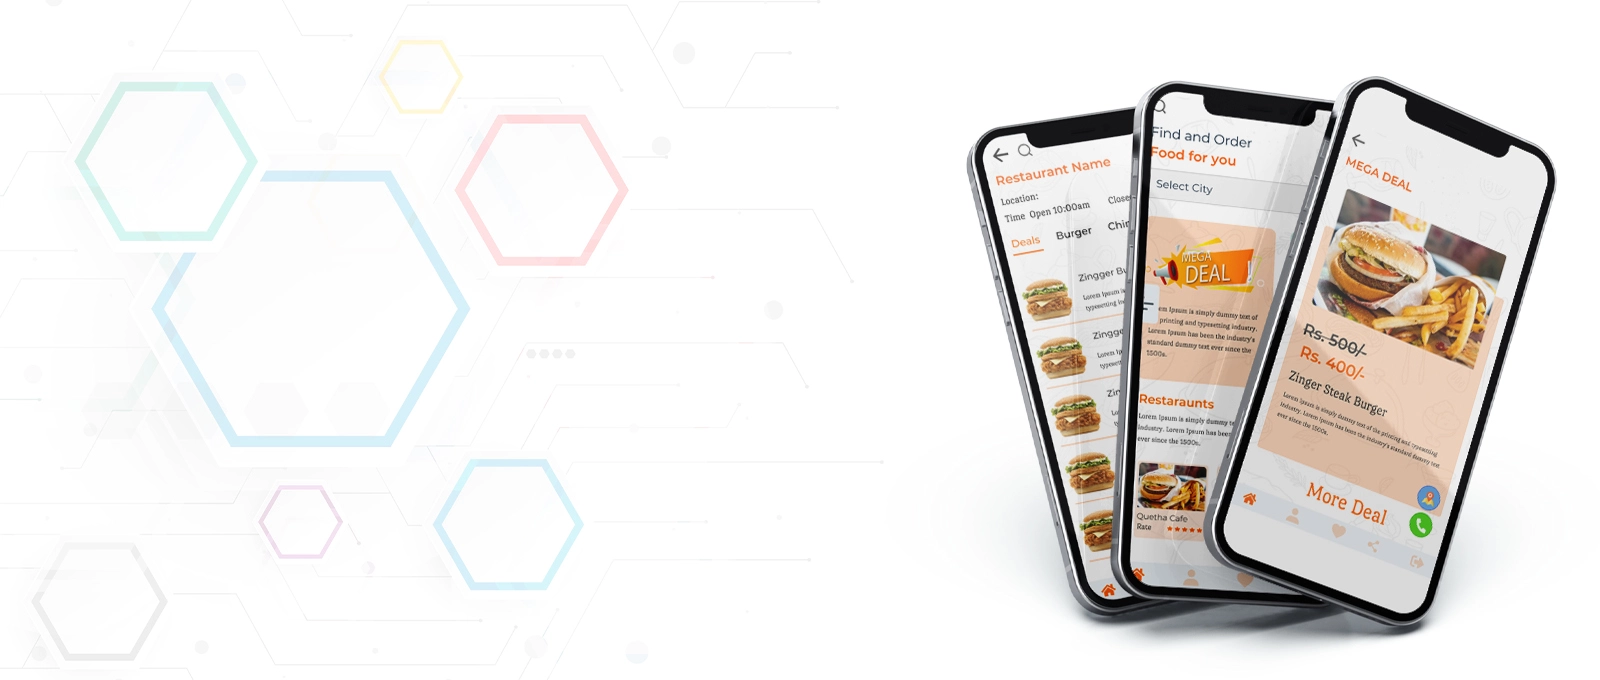 Restaurant Name
Location:
Time Open 10:00am Close
Deals Burger
Zingger Bu
Lorem Ipsum is
typesetting in
Zingge
Lorem Ip
typesett
Zin
Find and Order
Food for you
Select City
MEGA
DEAL !
em Ipsum is simply dummy text of
printing and typesetting industry.
Lorem Ipsum has been the industry's
standard dummy text ever since the
1500s.
Restaraunts
Lorem Ipsum is simply dummy te
industry. Lorem Ipsum has been
ever since the 1500s.
Quetha Cafe
Rate
MEGA DEAL
Rs. 500/-
Rs. 400/-
Zinger Steak Burger
Lorem Ipsum is simply dummy text of the printing and typesetting
industry. Lorem Ipsum has been the industry's standard dummy text
ever since the 1500s.
More Deal